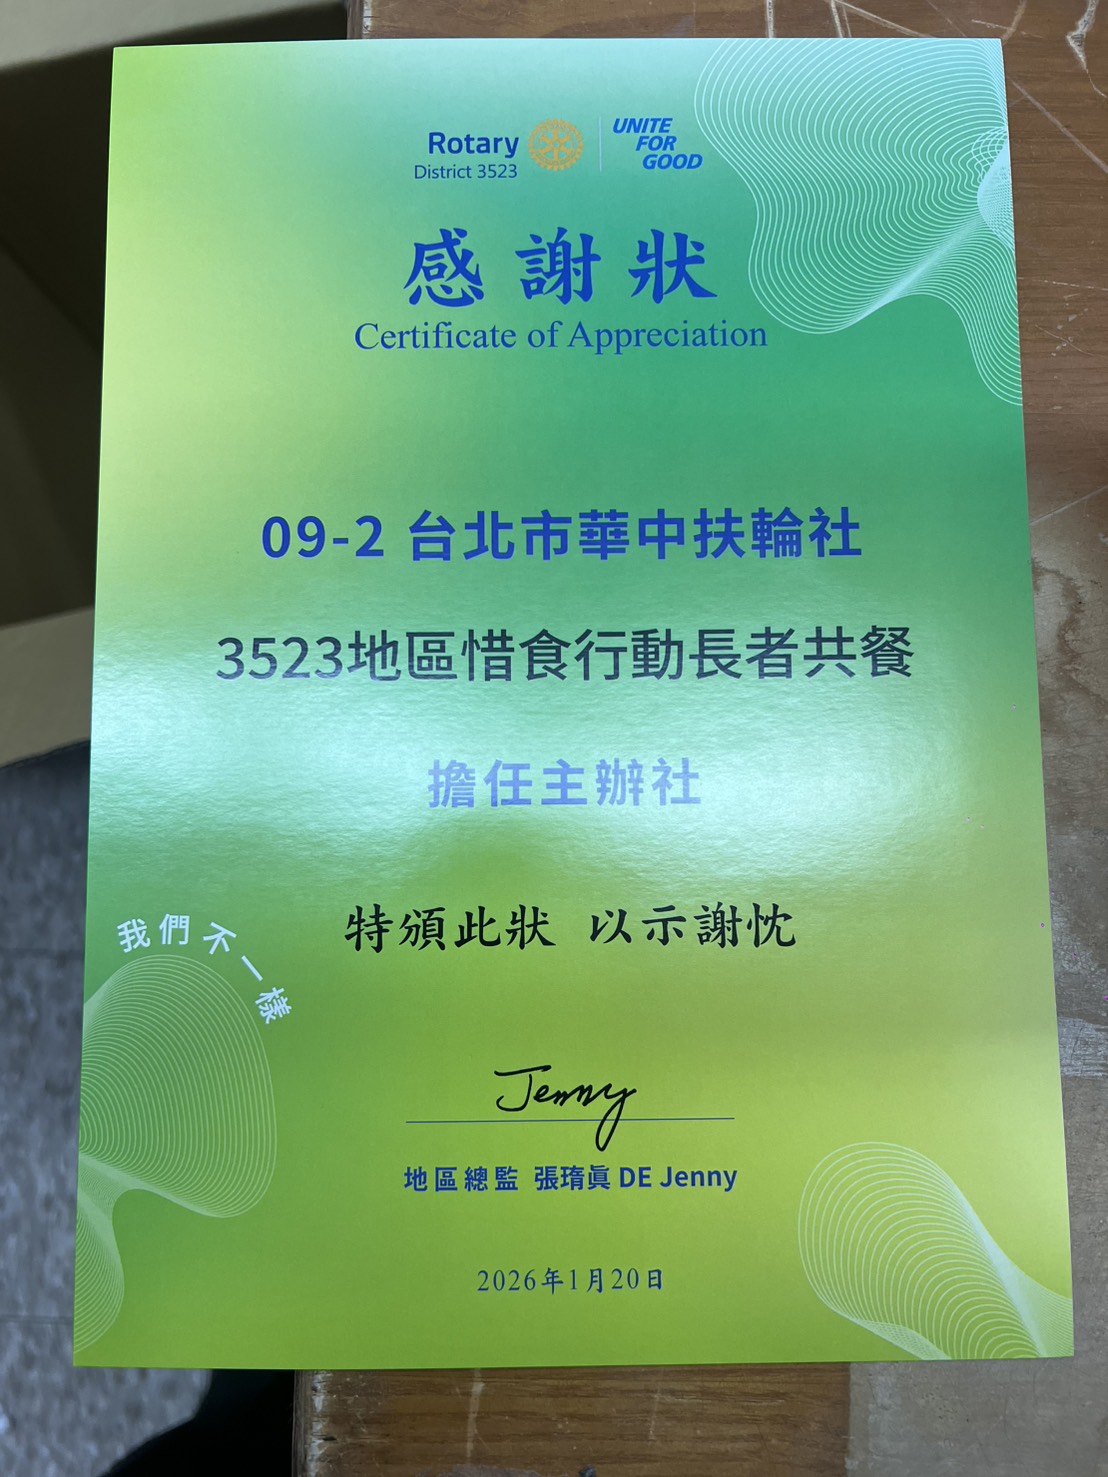 Rotary
District 3523
UNITE
FOR
GOOD
感謝狀
Certificate of Appreciation
09-2 台北市華中扶輪社
3523地區惜食行動長者共餐
擔任主辦社
特頒此狀 以示謝忱
我們不一樣
Jenny
地區總監 張瑃眞 DE Jenny
2026年1月20日